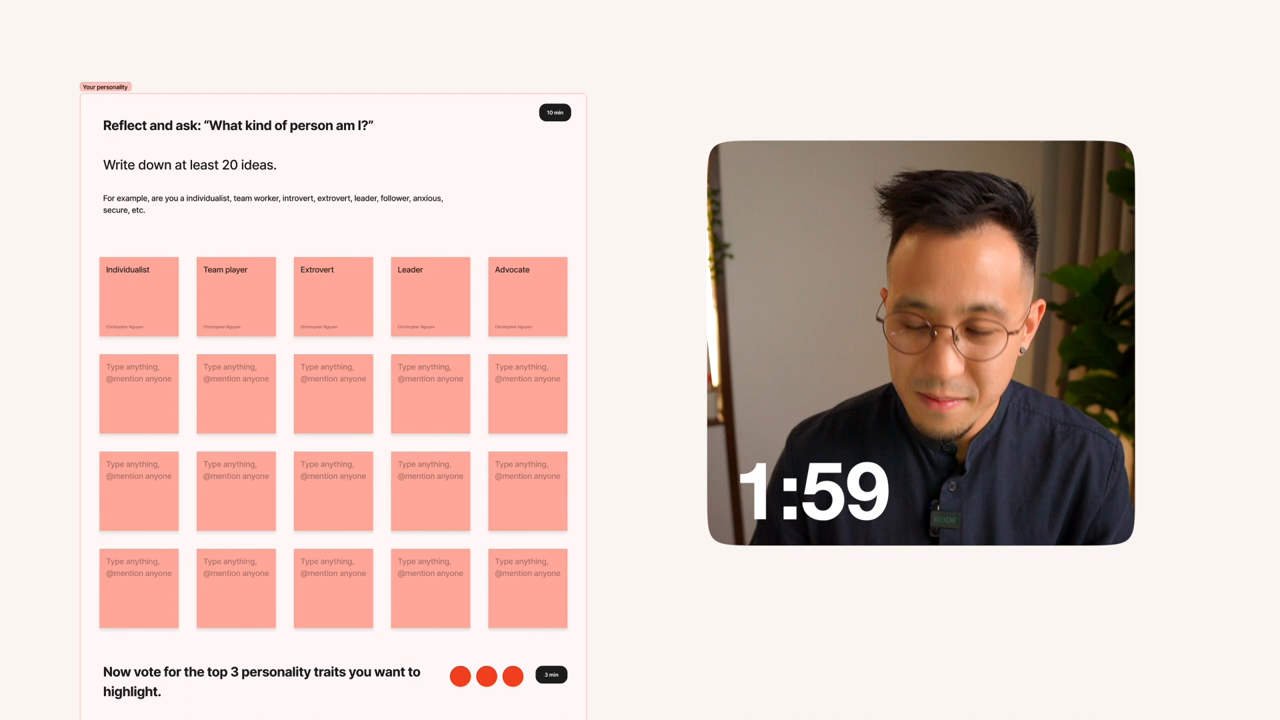 Your personality
10 min
Reflect and ask: “What kind of person am I?”
Write down at least 20 ideas.
For example, are you a individualist, team worker, introvert, extrovert, leader, follower, anxious,
secure, etc.
Individualist
Team player
Extrovert
Leader
Advocate
Christopher Nguyen
Christopher Nguyen
Christopher Nguyen
Christopher Nguyen
Christopher Nguyen
Type anything,
@mention anyone
Type anything,
@mention anyone
Type anything,
@mention anyone
Type anything,
@mention anyone
Type anything,
@mention anyone
Type anything,
@mention anyone
Type anything,
@mention anyone
Type anything,
@mention anyone
Type anything,
@mention anyone
Type anything,
@mention anyone
Type anything,
@mention anyone
Type anything,
@mention anyone
Type anything,
@mention anyone
Type anything,
@mention anyone
Type anything,
@mention anyone
Now vote for the top 3 personality traits you want to
highlight.
3 min
1:59